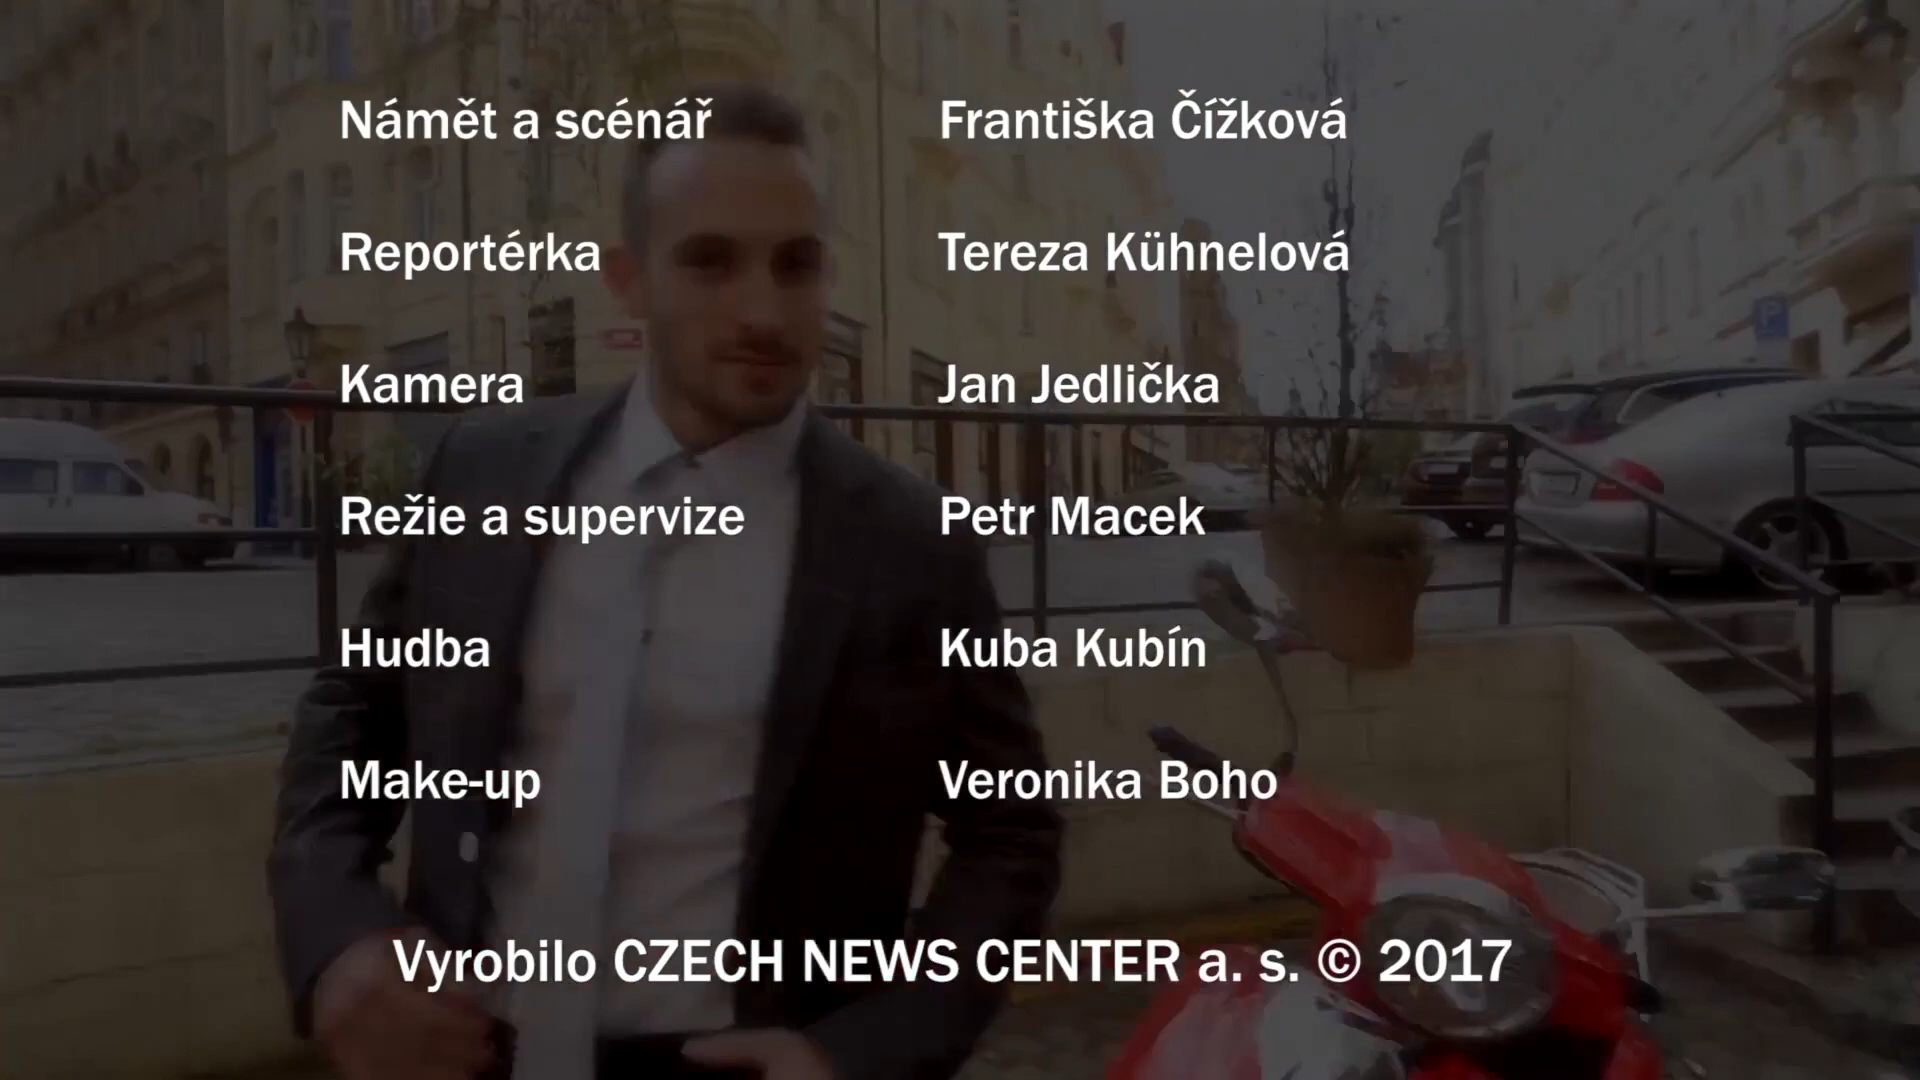 Námět a scénář Františka Čížková
Reportérka Tereza Kühnelová
Kamera Jan Jedlička
Režie a supervize Petr Macek
Hudba Kuba Kubín
Make-up Veronika Boho
Vyrobilo CZECH NEWS CENTER a. s. © 2017